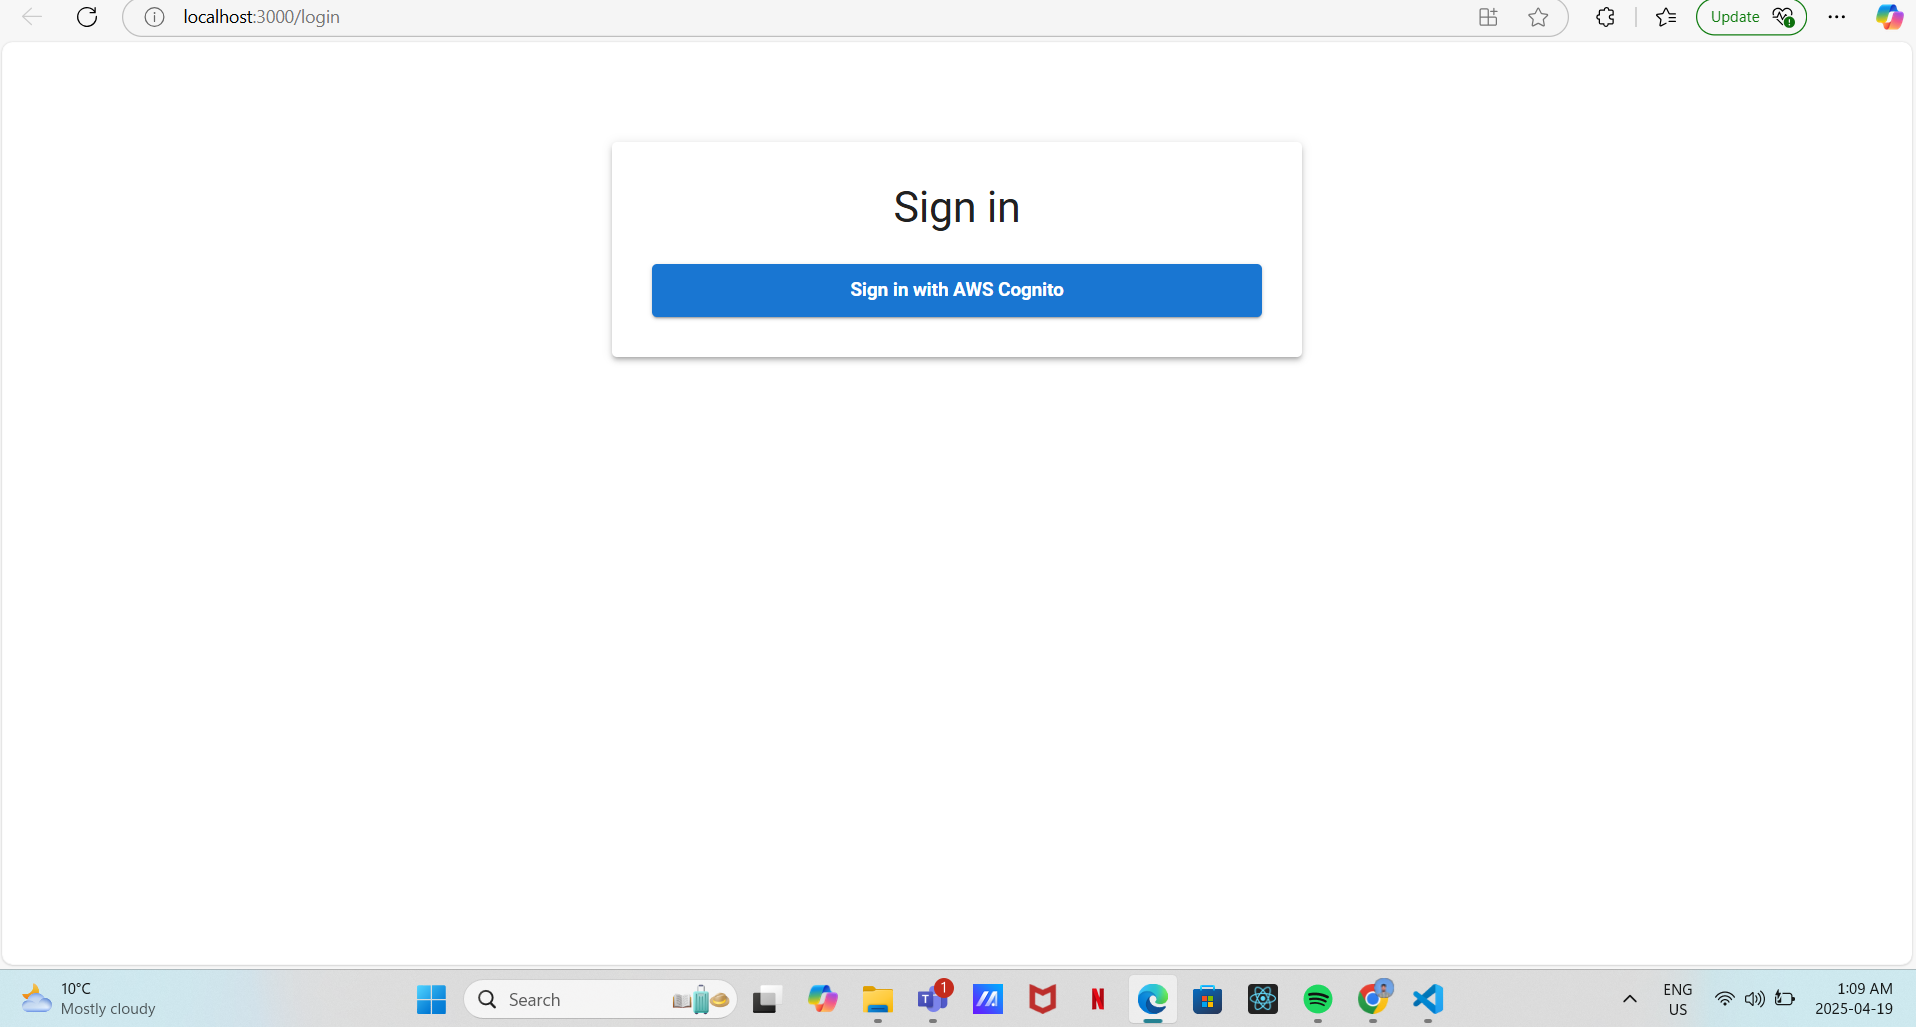 localhost:3000/login
Update
Sign in
Sign in with AWS Cognito
10°C
Mostly cloudy
Search
1
ENG
US
1:09 AM
2025-04-19